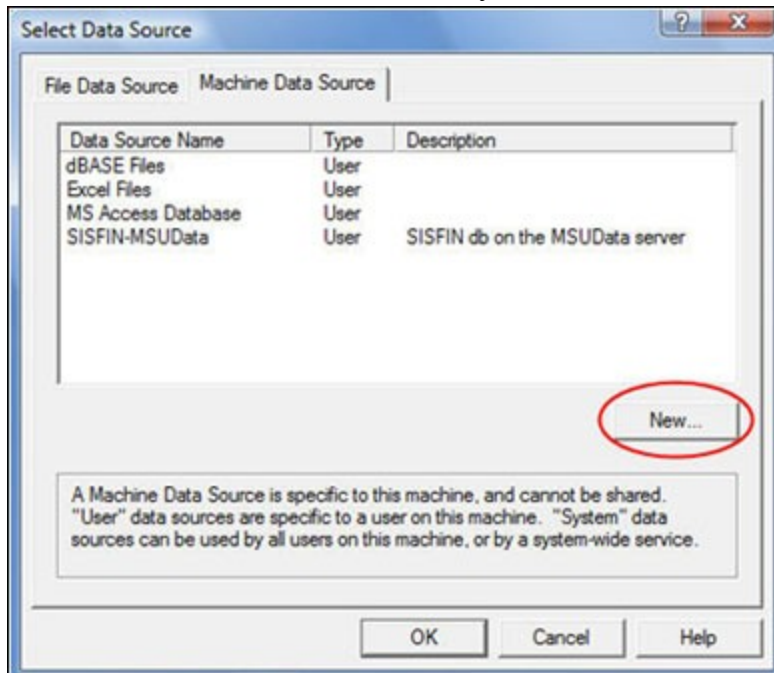 Select Data Source
File Data Source Machine Data Source
Data Source Name Type Description
dBASE Files User
Excel Files User
MS Access Database User
SISFIN-MSUData User SISFIN db on the MSUData server
New...
A Machine Data Source is specific to this machine, and cannot be shared.
"User" data sources are specific to a user on this machine. "System" data
sources can be used by all users on this machine, or by a system-wide service.
OK Cancel Help